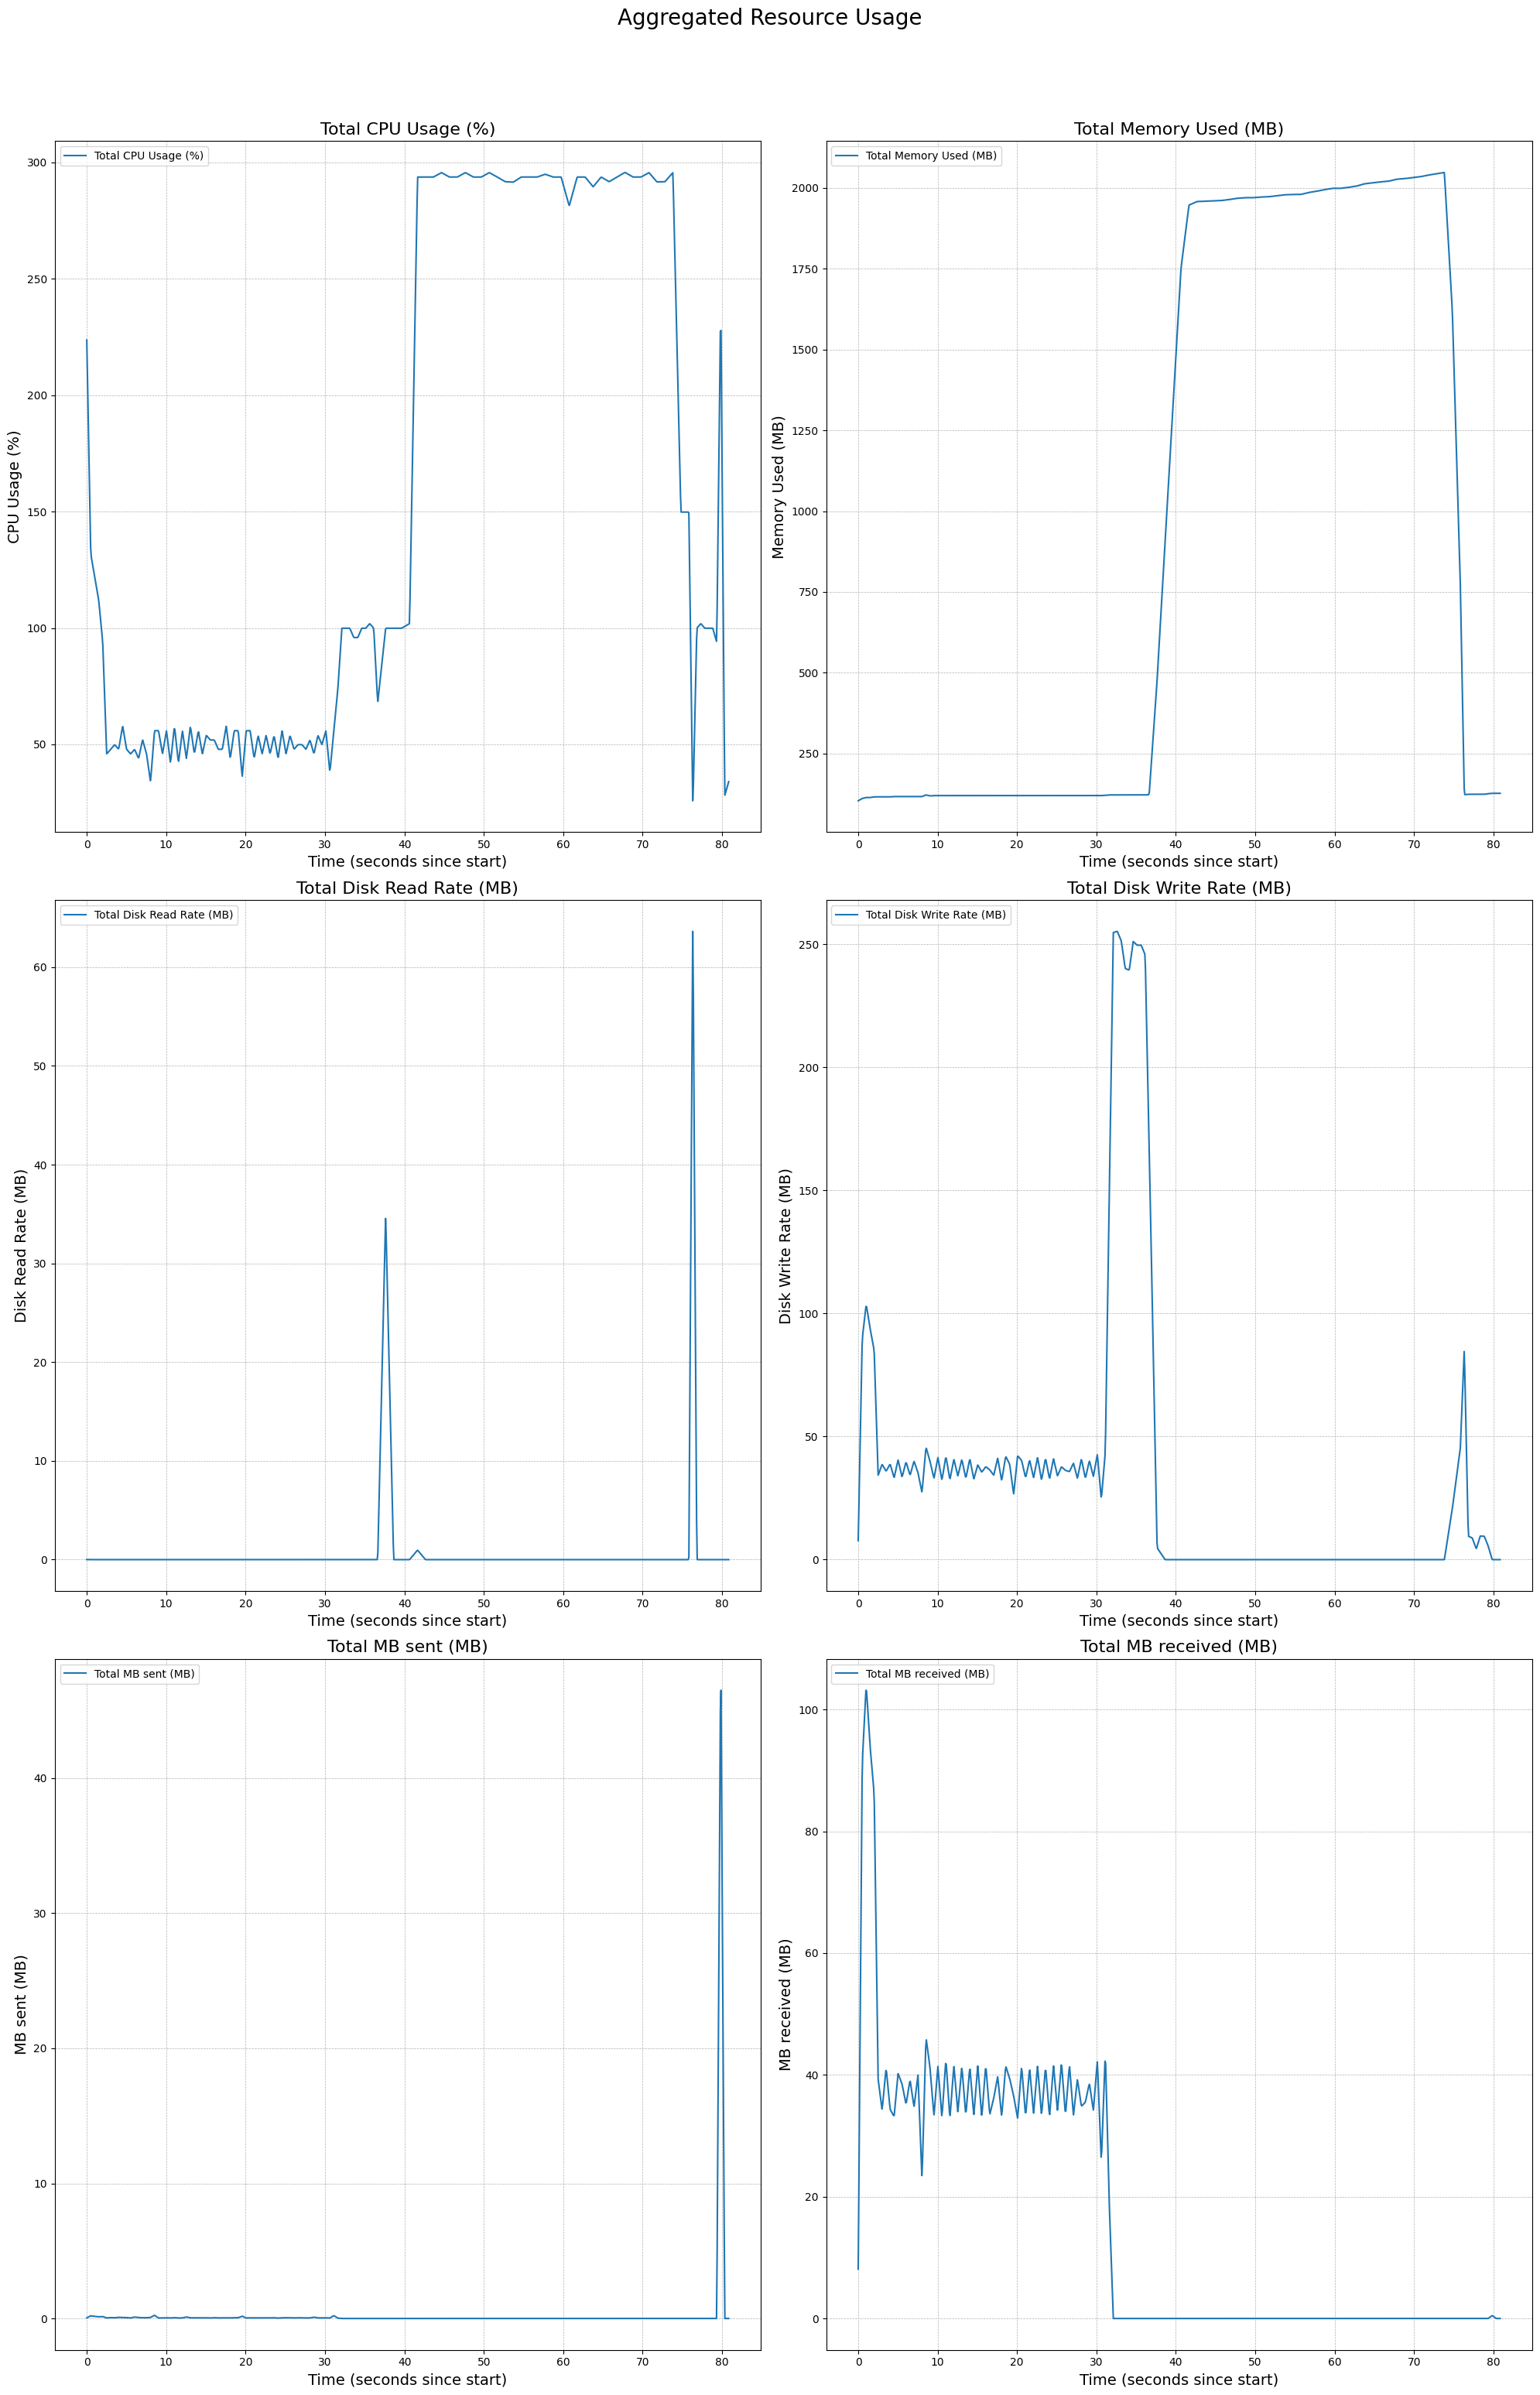 Aggregated Resource Usage
Total CPU Usage (%)
Total CPU Usage (%)
CPU Usage (%)
300
250
200
150
100
50
0 10 20 30 40 50 60 70 80
Time (seconds since start)
Total Memory Used (MB)
Total Memory Used (MB)
Memory Used (MB)
2000
1750
1500
1250
1000
750
500
250
0 10 20 30 40 50 60 70 80
Time (seconds since start)
Total Disk Read Rate (MB)
Total Disk Read Rate (MB)
Disk Read Rate (MB)
60
50
40
30
20
10
0
0 10 20 30 40 50 60 70 80
Time (seconds since start)
Total Disk Write Rate (MB)
Total Disk Write Rate (MB)
Disk Write Rate (MB)
250
200
150
100
50
0
0 10 20 30 40 50 60 70 80
Time (seconds since start)
Total MB sent (MB)
Total MB sent (MB)
MB sent (MB)
40
30
20
10
0
0 10 20 30 40 50 60 70 80
Time (seconds since start)
Total MB received (MB)
Total MB received (MB)
MB received (MB)
100
80
60
40
20
0
0 10 20 30 40 50 60 70 80
Time (seconds since start)